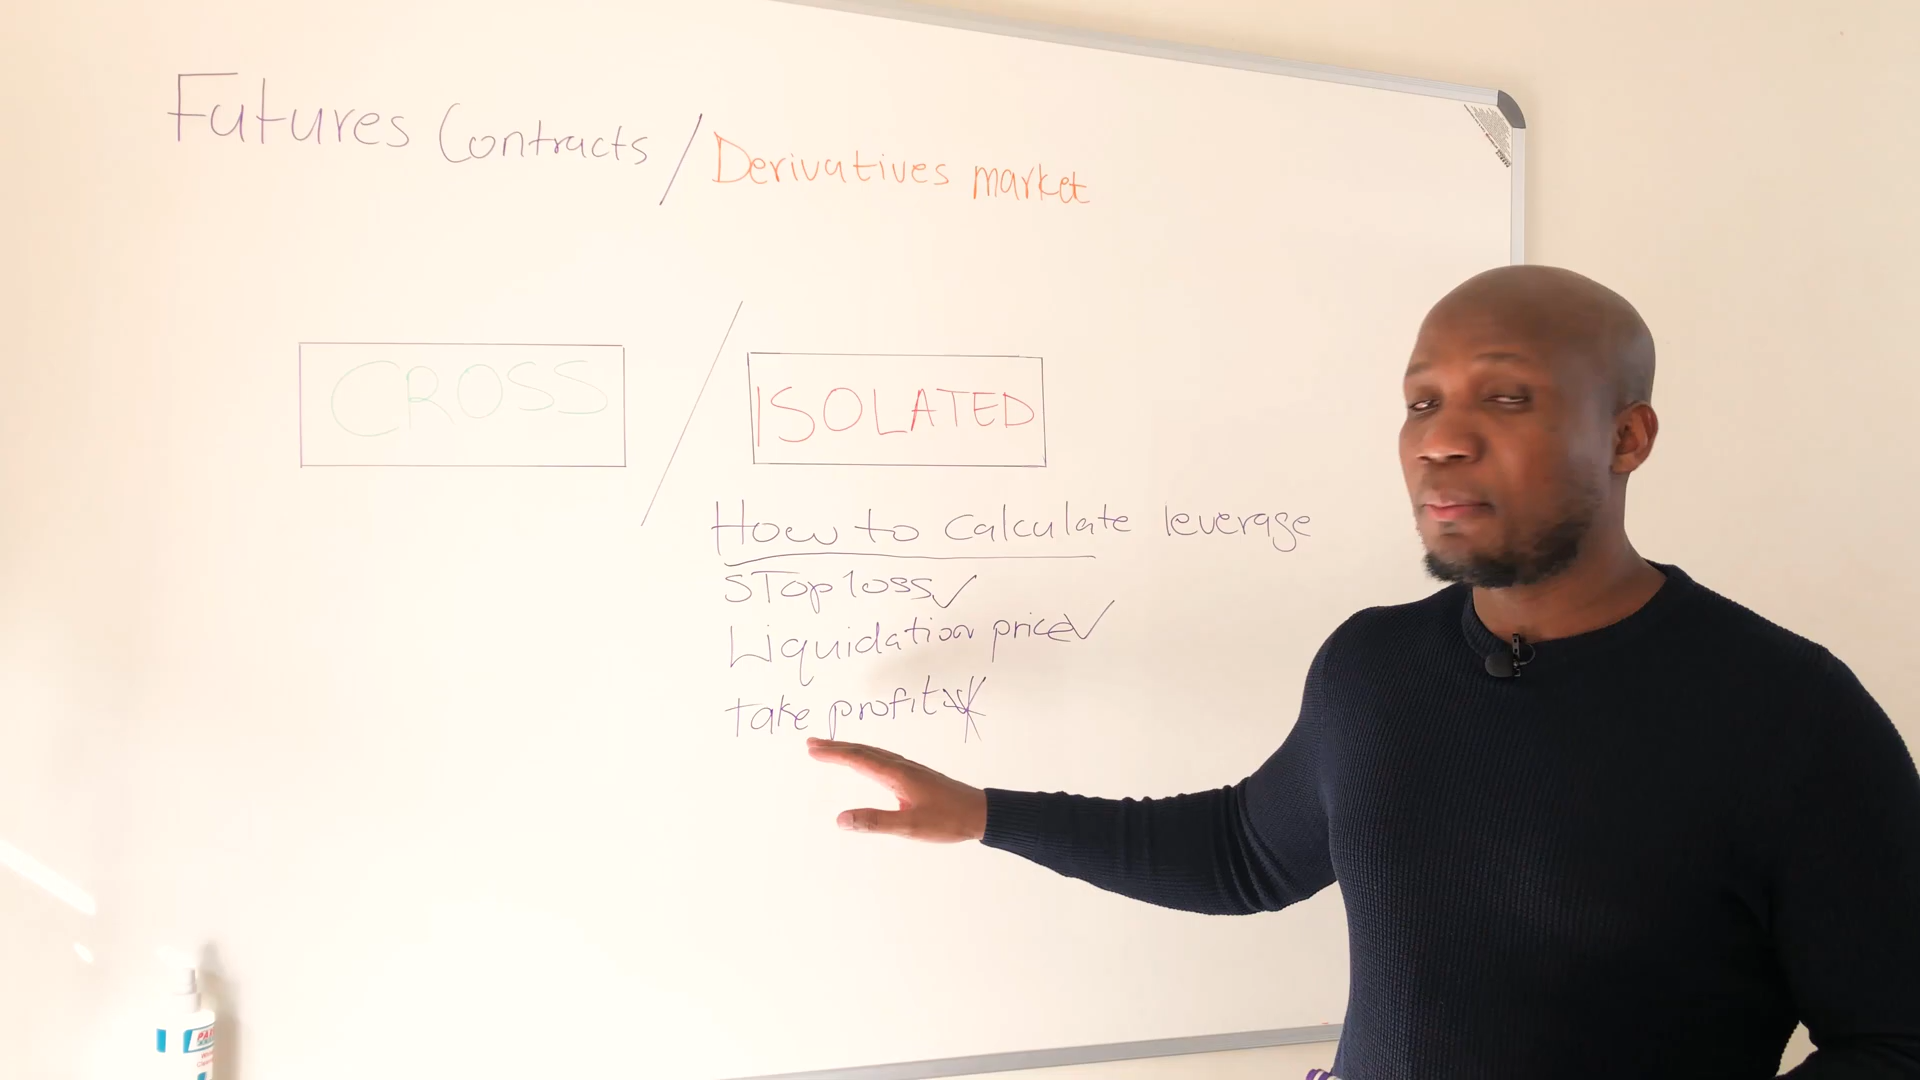 Futures Contracts / Derivatives market
CROSS / ISOLATED
How to calculate leverage
STop loss ✓
Liquidation price ✓
take profit